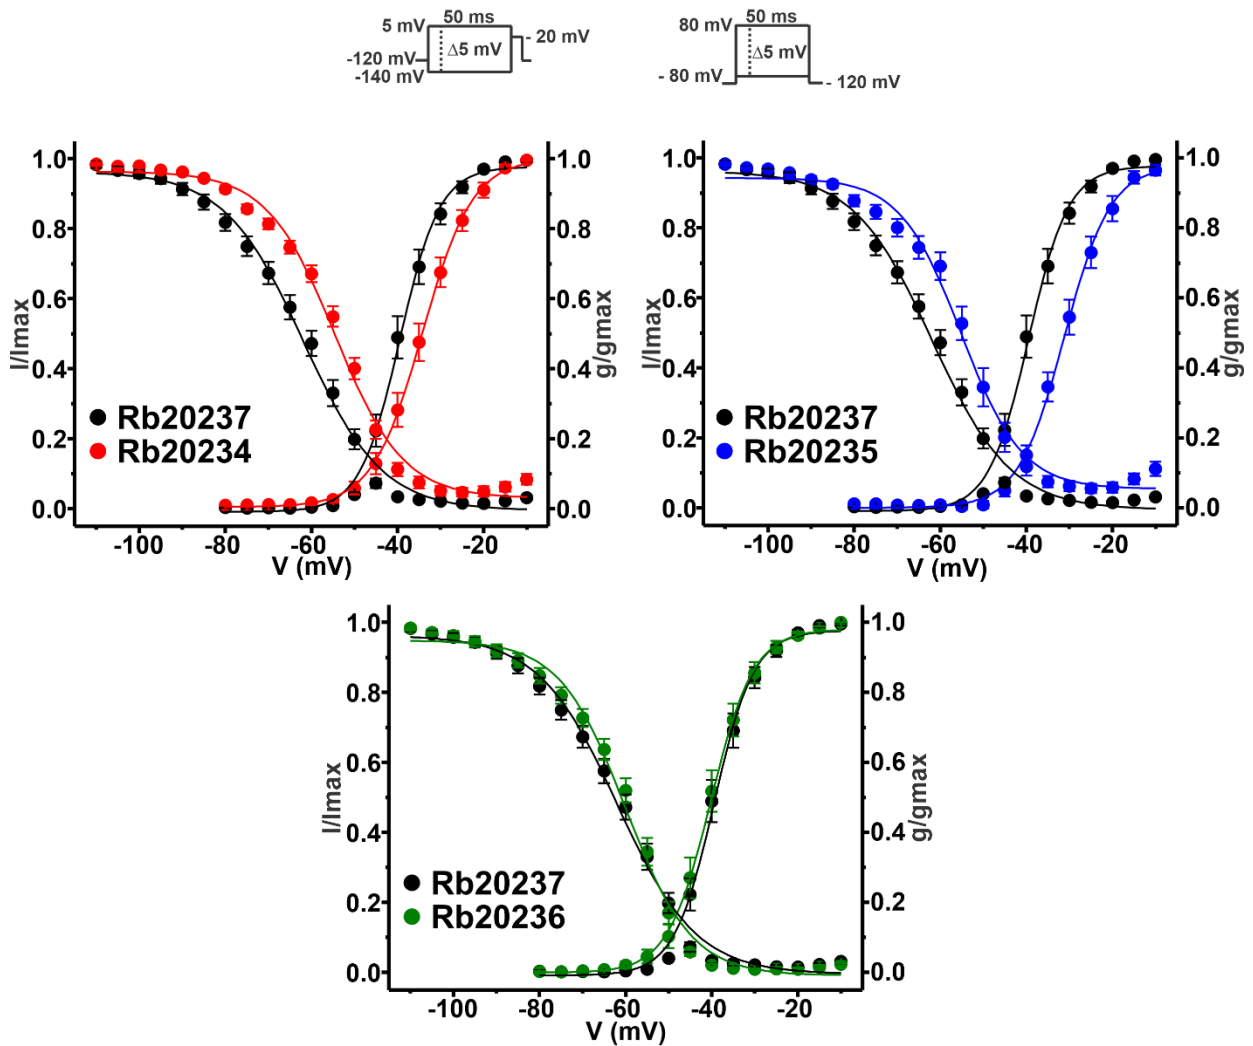 5 mV 50 ms - 20 mV
Δ5 mV
-120 mV
-140 mV
80 mV 50 ms
Δ5 mV
- 80 mV - 120 mV
1.0 1.0
0.8 0.8
0.6 0.6
0.4 0.4
0.2 0.2
0.0 0.0
I/Imax
g/gmax
Rb20237
Rb20234
-100 -80 -60 -40 -20
V (mV)
1.0 1.0
0.8 0.8
0.6 0.6
0.4 0.4
0.2 0.2
0.0 0.0
I/Imax
g/gmax
Rb20237
Rb20235
-100 -80 -60 -40 -20
V (mV)
1.0 1.0
0.8 0.8
0.6 0.6
0.4 0.4
0.2 0.2
0.0 0.0
I/Imax
g/gmax
Rb20237
Rb20236
-100 -80 -60 -40 -20
V (mV)